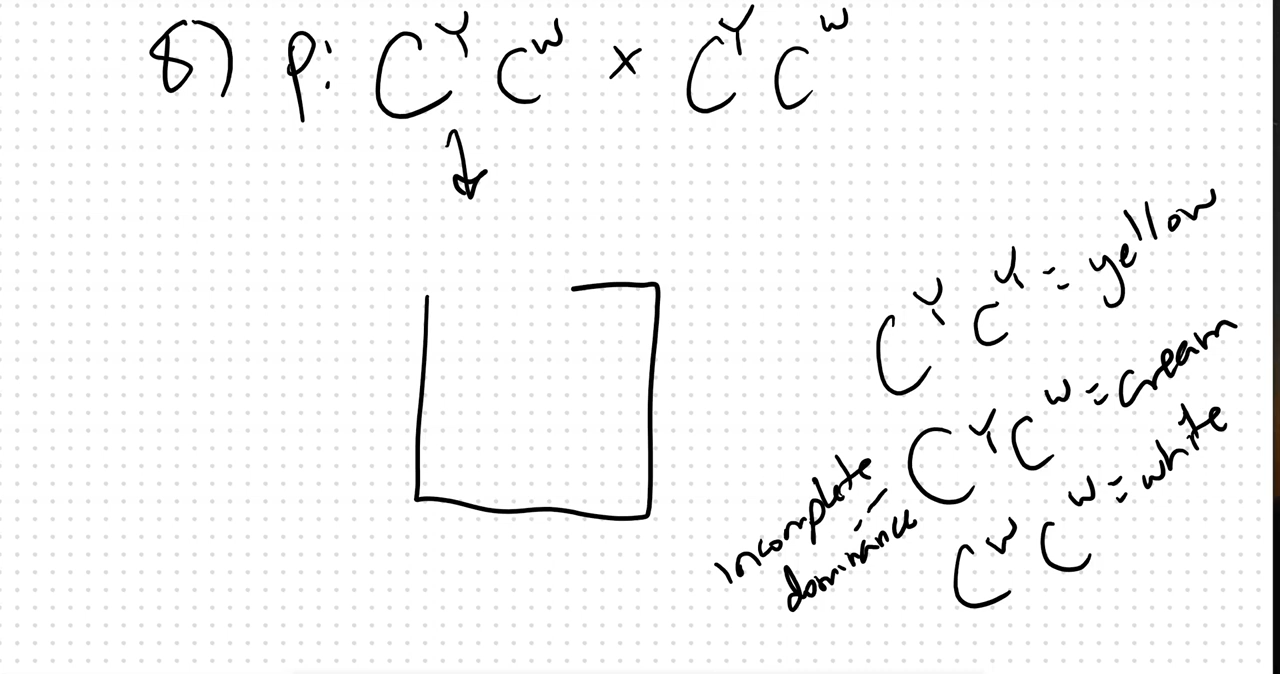 8) P: C^Y C^W x C^Y C^W
C^Y C^Y = yellow
C^Y C^W = cream
incomplete
dominance
C^W C^W = white